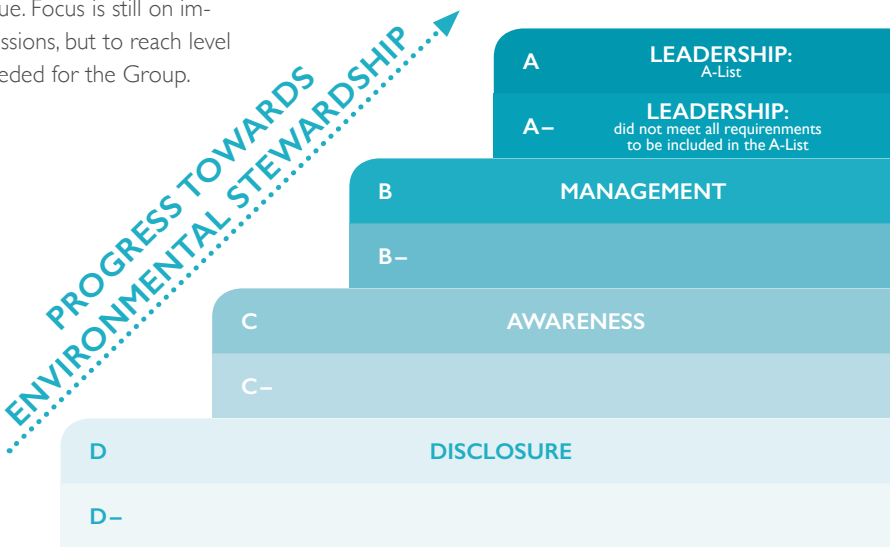 ue. Focus is still on im-
ssions, but to reach level
eded for the Group.
PROGRESS TOWARDS
ENVIRONMENTAL STEWARDSHIP
A LEADERSHIP:
A-List
A– LEADERSHIP:
did not meet all requirenments
to be included in the A-List
B MANAGEMENT
B–
C AWARENESS
C–
D DISCLOSURE
D–